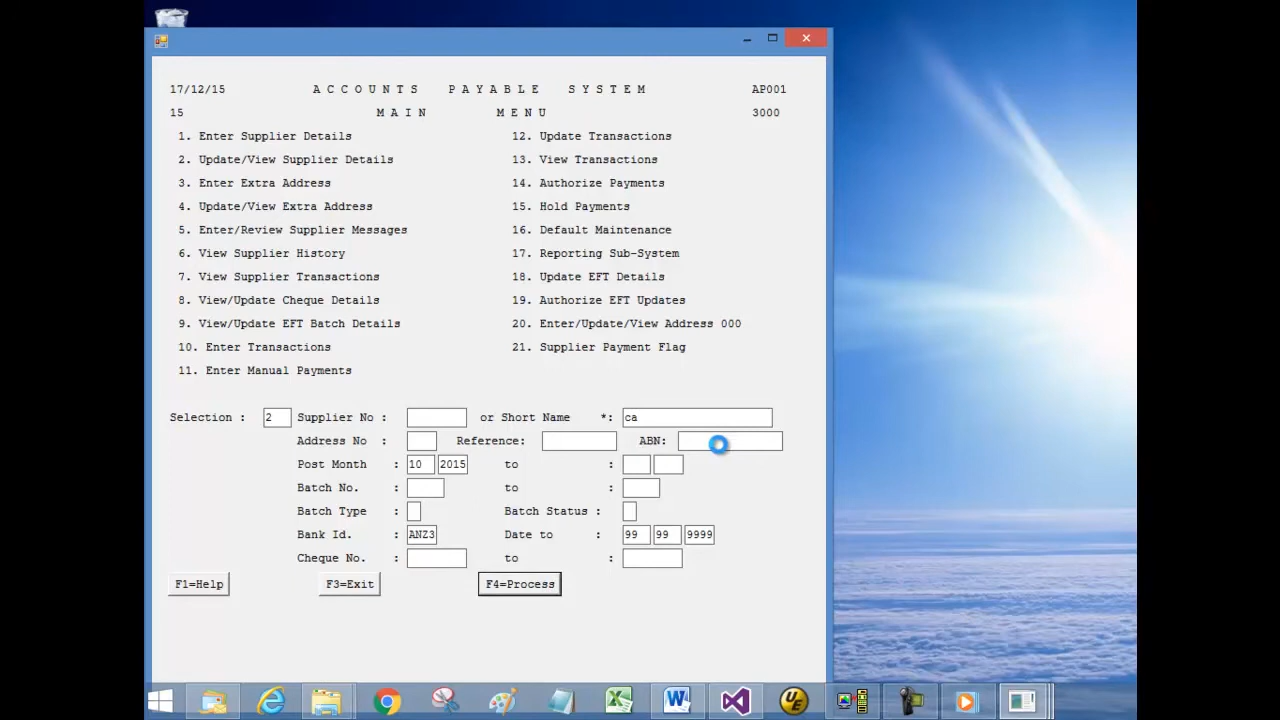 17/12/15 A C C O U N T S P A Y A B L E S Y S T E M AP001
15 M A I N M E N U 3000
1. Enter Supplier Details 12. Update Transactions
2. Update/View Supplier Details 13. View Transactions
3. Enter Extra Address 14. Authorize Payments
4. Update/View Extra Address 15. Hold Payments
5. Enter/Review Supplier Messages 16. Default Maintenance
6. View Supplier History 17. Reporting Sub-System
7. View Supplier Transactions 18. Update EFT Details
8. View/Update Cheque Details 19. Authorize EFT Updates
9. View/Update EFT Batch Details 20. Enter/Update/View Address 000
10. Enter Transactions 21. Supplier Payment Flag
11. Enter Manual Payments
Selection : 2 Supplier No : or Short Name *: ca
Address No : Reference: ABN:
Post Month : 10 2015 to :
Batch No. : to :
Batch Type : Batch Status :
Bank Id. : ANZ3 Date to : 99 99 9999
Cheque No. : to :
F1=Help F3=Exit F4=Process